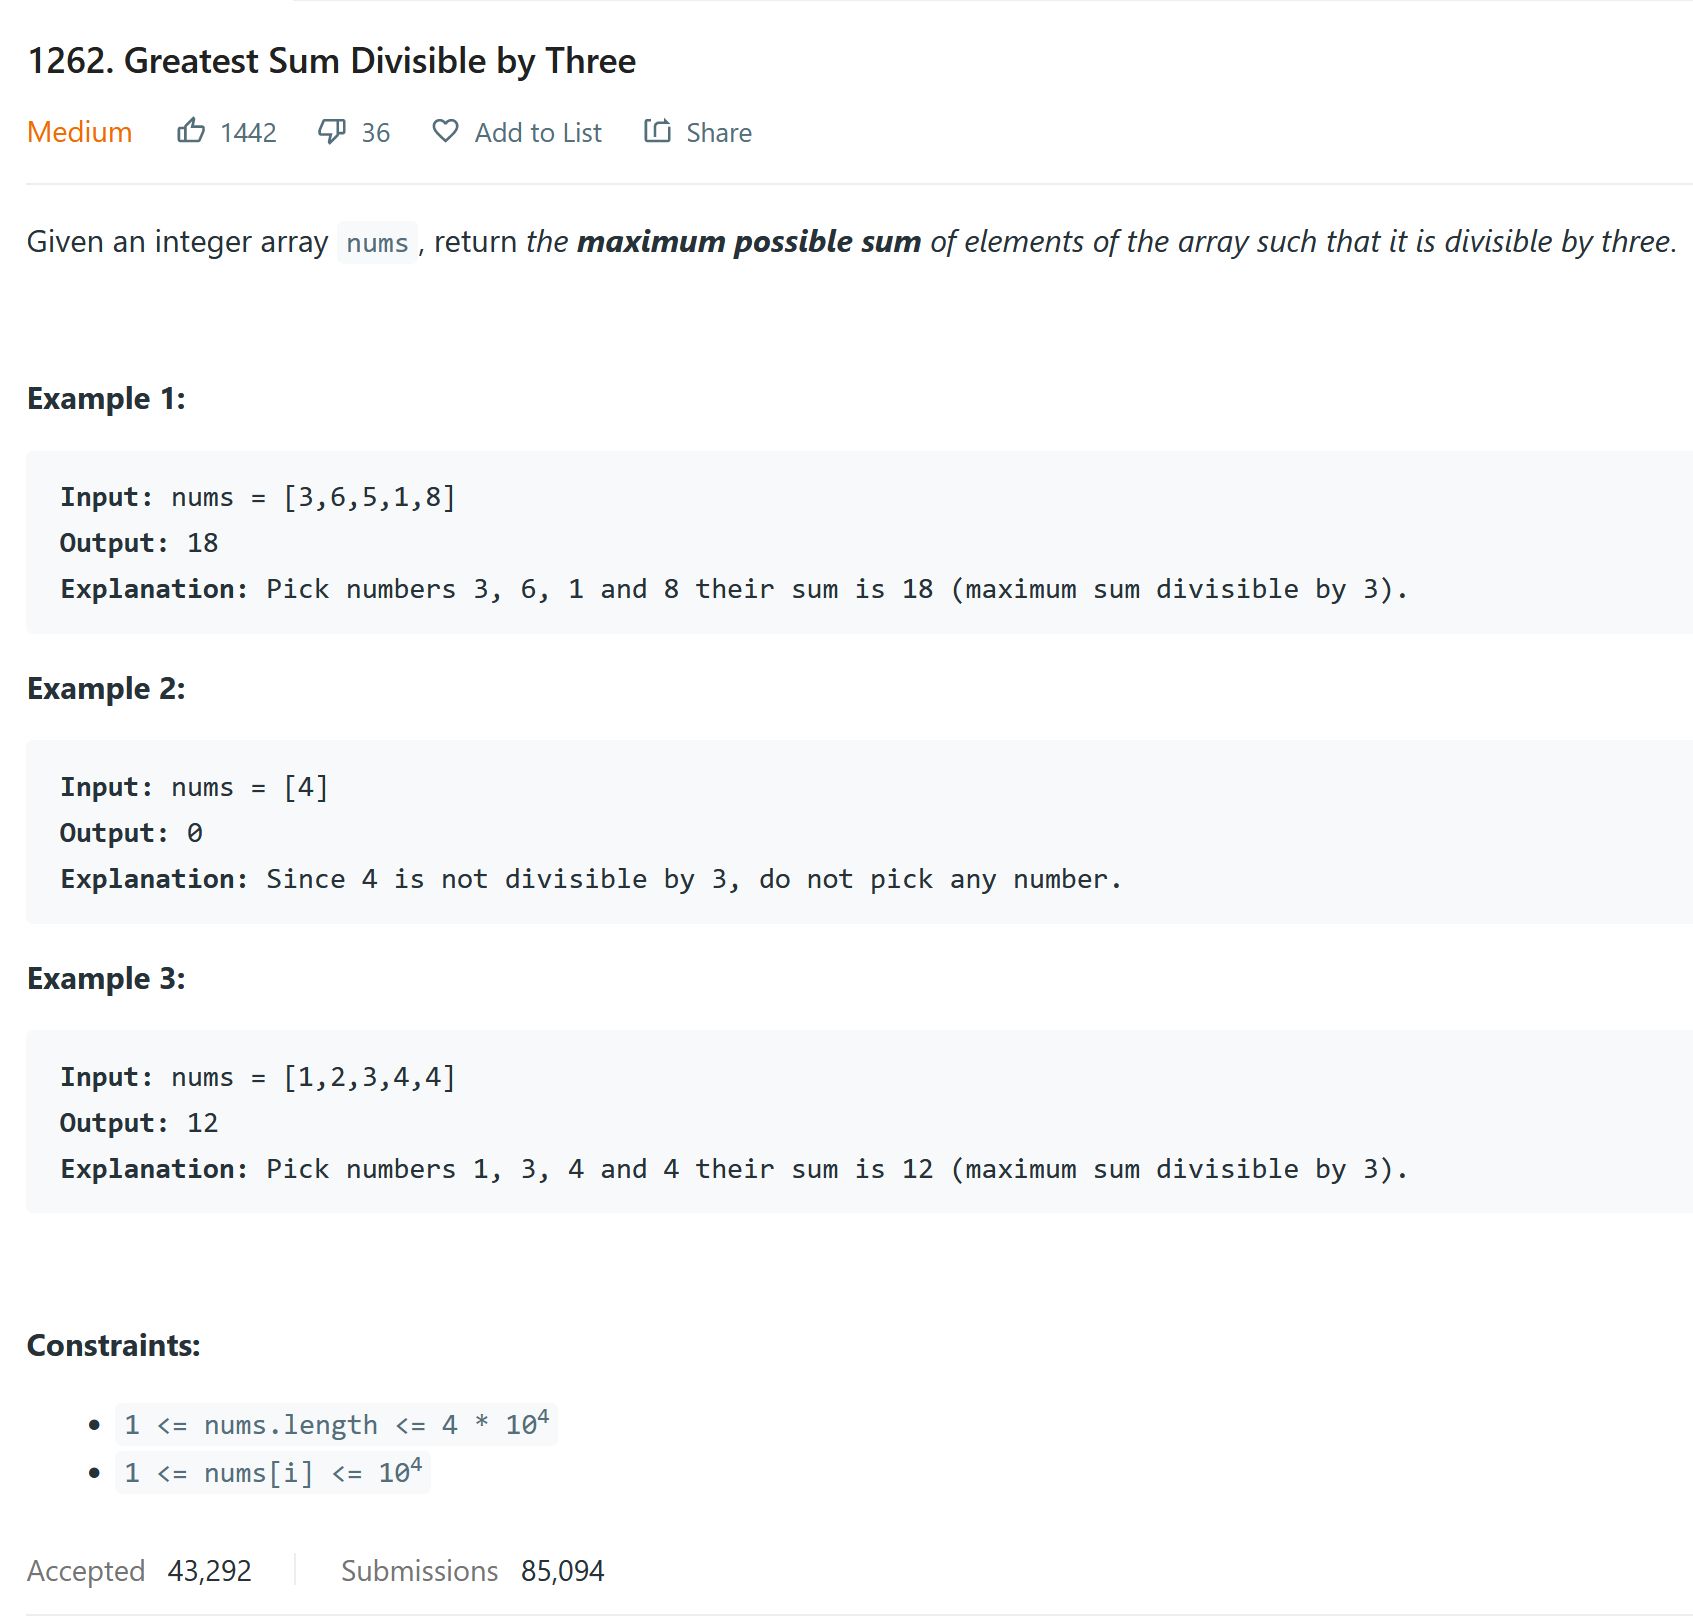 1262. Greatest Sum Divisible by Three
Medium 1442 36 Add to List Share
Given an integer array nums, return the maximum possible sum of elements of the array such that it is divisible by three.
Example 1:
Input: nums = [3,6,5,1,8]
Output: 18
Explanation: Pick numbers 3, 6, 1 and 8 their sum is 18 (maximum sum divisible by 3).
Example 2:
Input: nums = [4]
Output: 0
Explanation: Since 4 is not divisible by 3, do not pick any number.
Example 3:
Input: nums = [1,2,3,4,4]
Output: 12
Explanation: Pick numbers 1, 3, 4 and 4 their sum is 12 (maximum sum divisible by 3).
Constraints:
• 1 <= nums.length <= 4 * 10⁴
• 1 <= nums[i] <= 10⁴
Accepted 43,292 Submissions 85,094